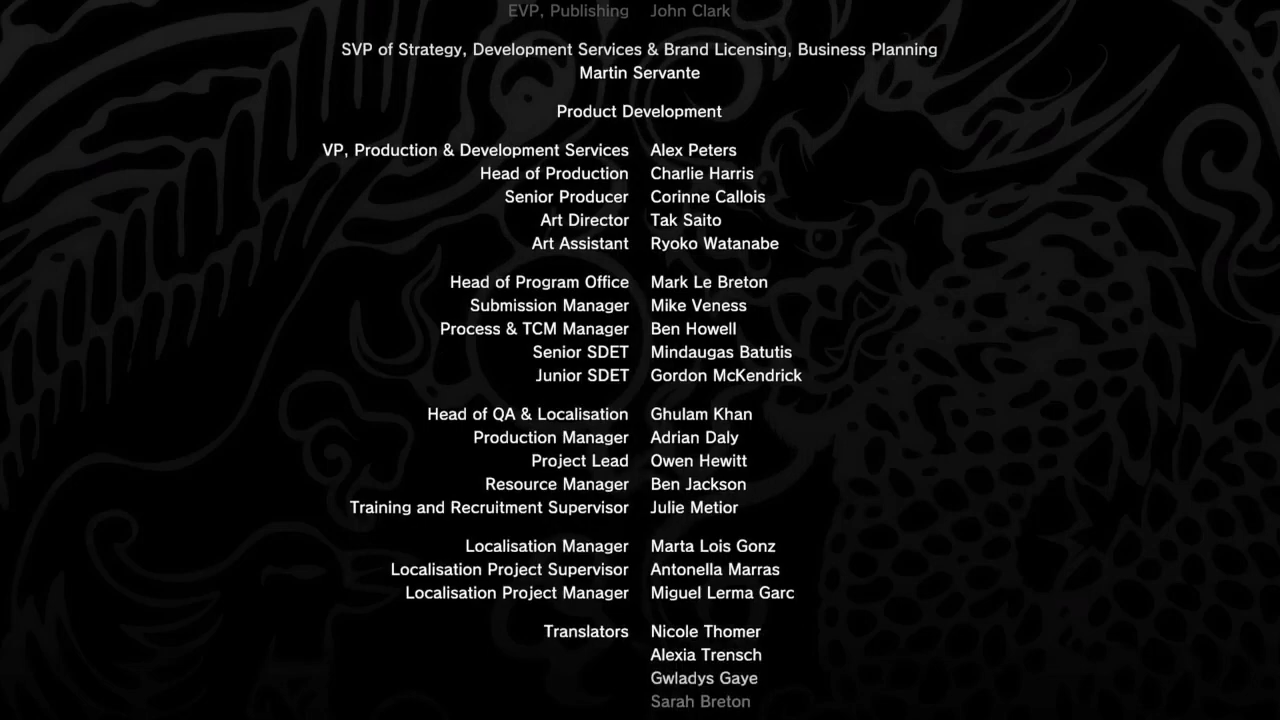 EVP, Publishing John Clark
SVP of Strategy, Development Services & Brand Licensing, Business Planning
Martin Servante
Product Development
VP, Production & Development Services Alex Peters
Head of Production Charlie Harris
Senior Producer Corinne Callois
Art Director Tak Saito
Art Assistant Ryoko Watanabe
Head of Program Office Mark Le Breton
Submission Manager Mike Veness
Process & TCM Manager Ben Howell
Senior SDET Mindaugas Batutis
Junior SDET Gordon McKendrick
Head of QA & Localisation Ghulam Khan
Production Manager Adrian Daly
Project Lead Owen Hewitt
Resource Manager Ben Jackson
Training and Recruitment Supervisor Julie Metior
Localisation Manager Marta Lois Gonz
Localisation Project Supervisor Antonella Marras
Localisation Project Manager Miguel Lerma Garc
Translators Nicole Thomer
Alexia Trensch
Gwladys Gaye
Sarah Breton